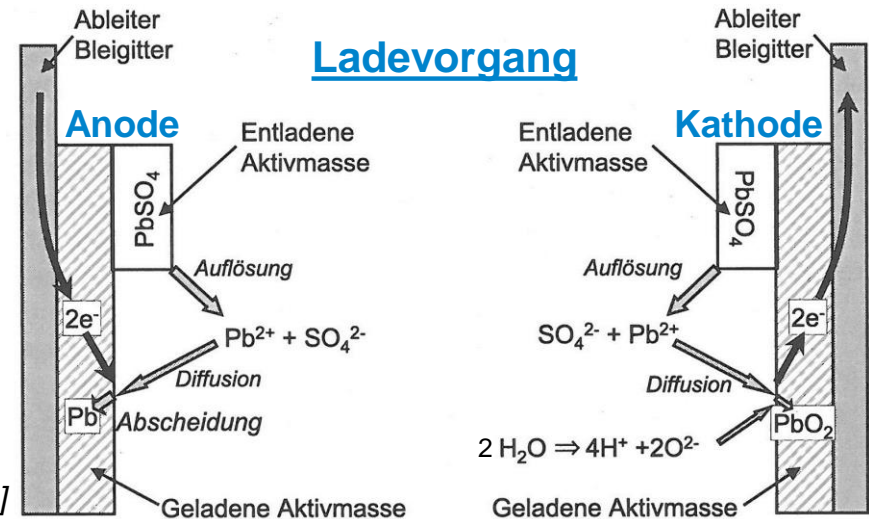 Ableiter
Bleigitter
Ladevorgang
Ableiter
Bleigitter
Anode
Entladene
Aktivmasse
Entladene
Aktivmasse
Kathode
PbSO₄
PbSO₄
Auflösung
Auflösung
2e⁻
Pb²⁺ + SO₄²⁻
SO₄²⁻ + Pb²⁺
2e⁻
Diffusion
Diffusion
Pb
Abscheidung
PbO₂
2 H₂O ⇒ 4H⁺ +2O²⁻
]
Geladene Aktivmasse
Geladene Aktivmasse